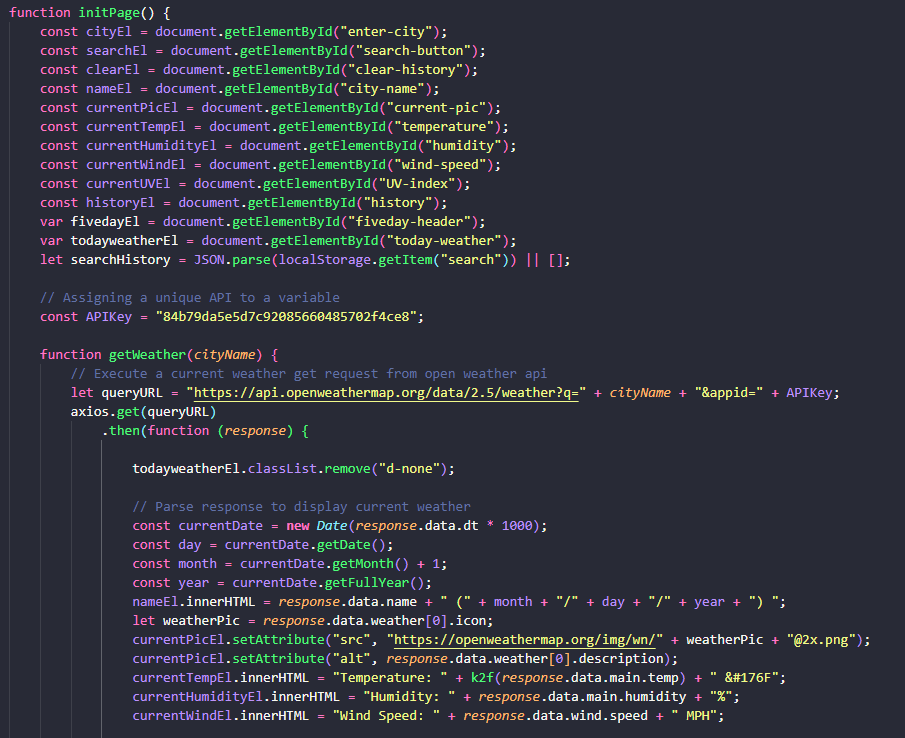 function initPage() {
const cityEl = document.getElementById("enter-city");
const searchEl = document.getElementById("search-button");
const clearEl = document.getElementById("clear-history");
const nameEl = document.getElementById("city-name");
const currentPicEl = document.getElementById("current-pic");
const currentTempEl = document.getElementById("temperature");
const currentHumidityEl = document.getElementById("humidity");
const currentWindEl = document.getElementById("wind-speed");
const currentUVEl = document.getElementById("UV-index");
const historyEl = document.getElementById("history");
var fivedayEl = document.getElementById("fiveday-header");
var todayweatherEl = document.getElementById("today-weather");
let searchHistory = JSON.parse(localStorage.getItem("search")) || [];
// Assigning a unique API to a variable
const APIKey = "84b79da5e5d7c92085660485702f4ce8";
function getWeather(cityName) {
// Execute a current weather get request from open weather api
let queryURL = "https://api.openweathermap.org/data/2.5/weather?q=" + cityName + "&appid=" + APIKey;
axios.get(queryURL)
.then(function (response) {
todayweatherEl.classList.remove("d-none");
// Parse response to display current weather
const currentDate = new Date(response.data.dt * 1000);
const day = currentDate.getDate();
const month = currentDate.getMonth() + 1;
const year = currentDate.getFullYear();
nameEl.innerHTML = response.data.name + " (" + month + "/" + day + "/" + year + ") ";
let weatherPic = response.data.weather[0].icon;
currentPicEl.setAttribute("src", "https://openweathermap.org/img/wn/" + weatherPic + "@2x.png");
currentPicEl.setAttribute("alt", response.data.weather[0].description);
currentTempEl.innerHTML = "Temperature: " + k2f(response.data.main.temp) + " &#176F";
currentHumidityEl.innerHTML = "Humidity: " + response.data.main.humidity + "%";
currentWindEl.innerHTML = "Wind Speed: " + response.data.wind.speed + " MPH";